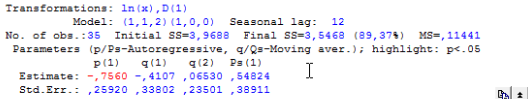 Transformations: ln(x),D(1)
Model: (1,1,2)(1,0,0) Seasonal lag: 12
No. of obs.:35 Initial SS=3,9688 Final SS=3,5468 (89,37%) MS=,11441
Parameters (p/Ps-Autoregressive, q/Qs-Moving aver.); highlight: p<.05
p(1) q(1) q(2) Ps(1)
Estimate: -,7560 -,4107 ,06530 ,54824
Std.Err.: ,25920 ,33802 ,23501 ,38911